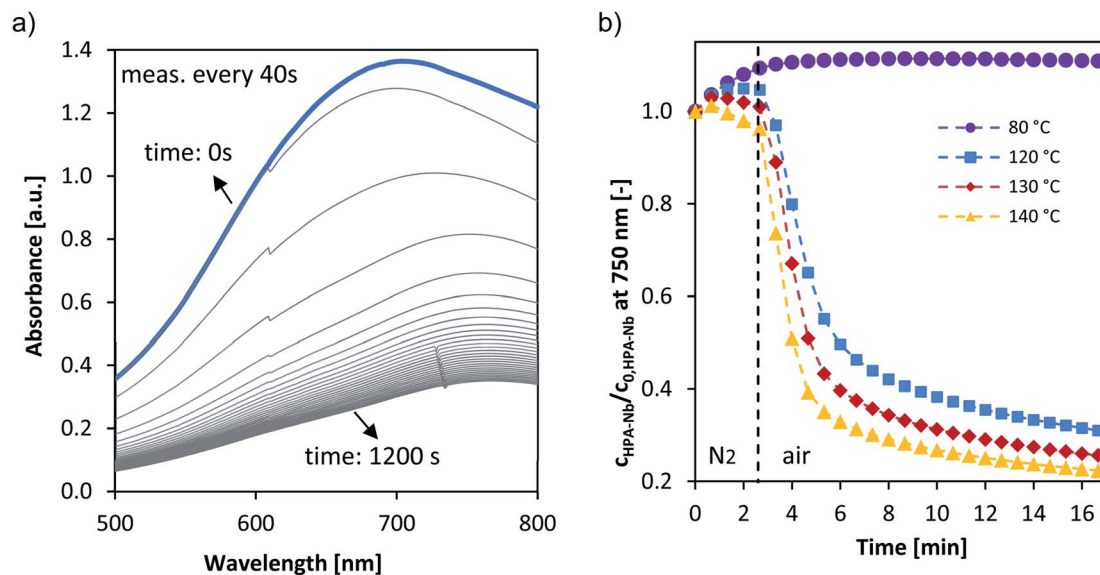 a)
meas. every 40s
time: 0s
time: 1200 s
1.4
1.2
1.0
0.8
0.6
0.4
0.2
0.0
500
600
700
800
Absorbance [a.u.]
Wavelength [nm]
b)
80 °C
120 °C
130 °C
140 °C
N2
air
1.0
0.8
0.6
0.4
0.2
0
2
4
6
8
10
12
14
16
cHPA-Nb/c0,HPA-Nb at 750 nm [-]
Time [min]